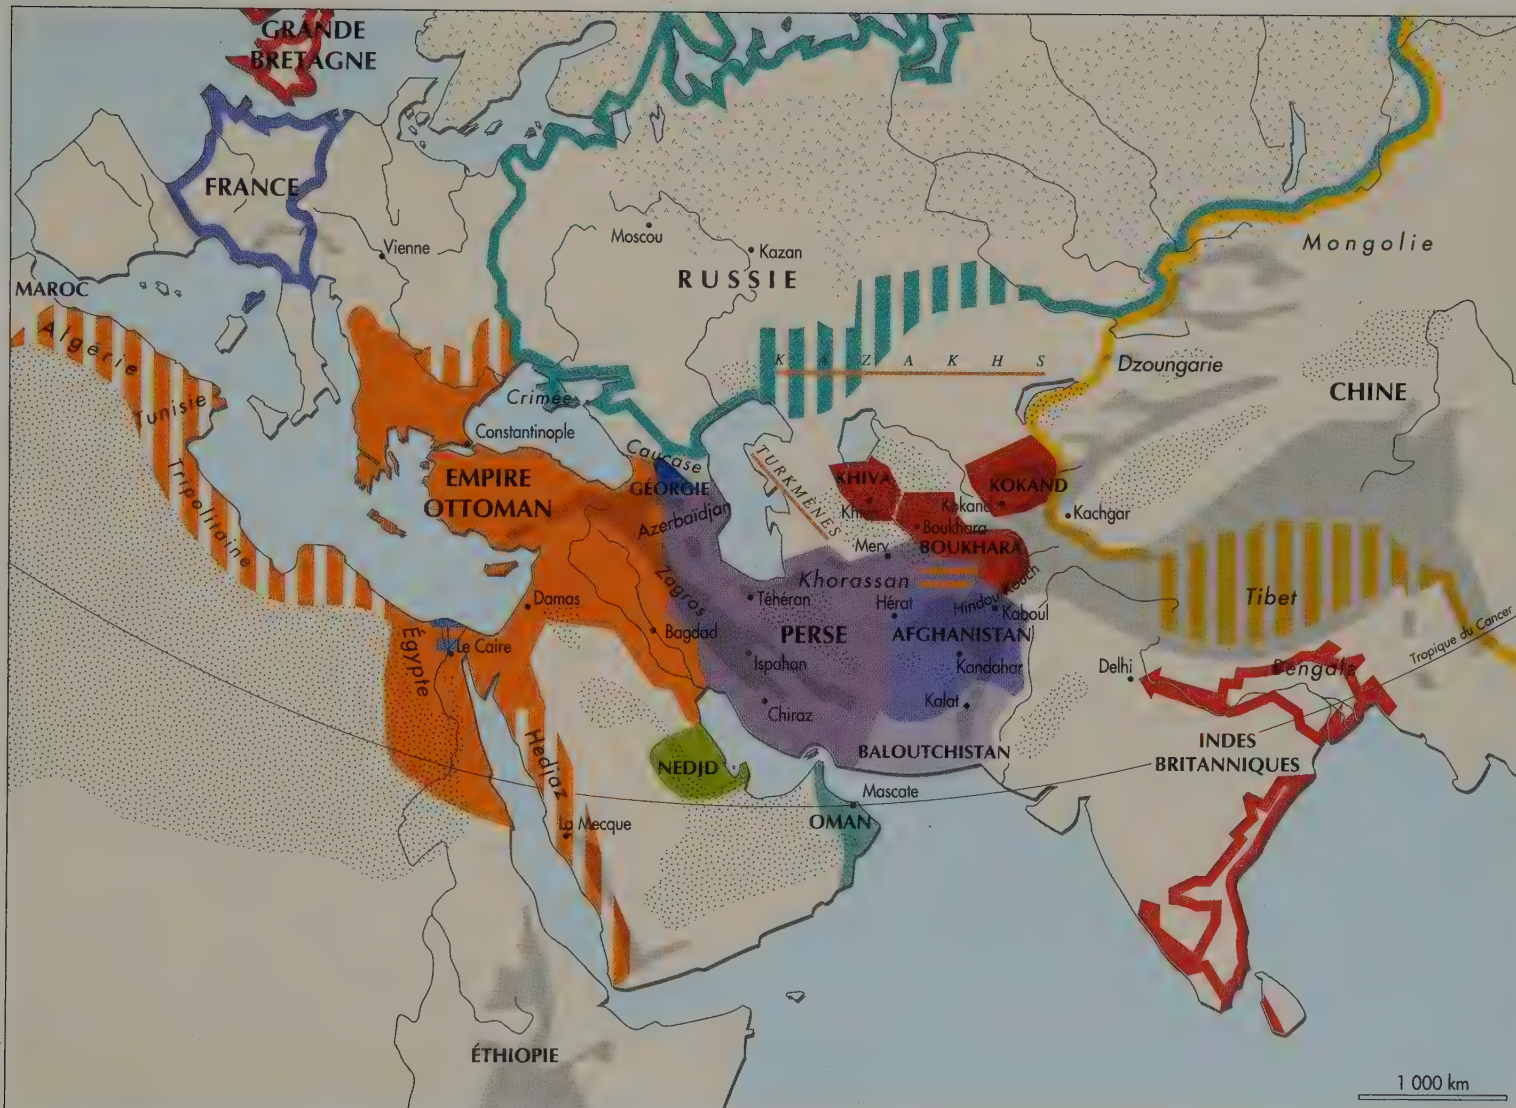 GRANDE
BRETAGNE
FRANCE
Vienne
Moscou
Kazan
RUSSIE
Mongolie
MAROC
Algérie
Tunisie
Tripolitaine
Crimée
Constantinople
Caucase
KAZAKHS
Dzoungarie
CHINE
EMPIRE
OTTOMAN
GÉORGIE
Azerbaïdjan
TURKMÈNES
KHIVA
Khiva
KOKAND
Kokand
Kachgar
Boukhara
BOUKHARA
Merv
Khorassan
Zagros
Téhéran
Hérat
Hindou Kouch
Kaboul
Tibet
Damas
Bagdad
PERSE
AFGHANISTAN
Égypte
Le Caire
Ispahan
Kandahar
Delhi
Bengale
Tropique du Cancer
Chiraz
Kalat
Hedjaz
NEDJD
BALOUTCHISTAN
INDES
BRITANNIQUES
Mascate
OMAN
La Mecque
ÉTHIOPIE
1 000 km